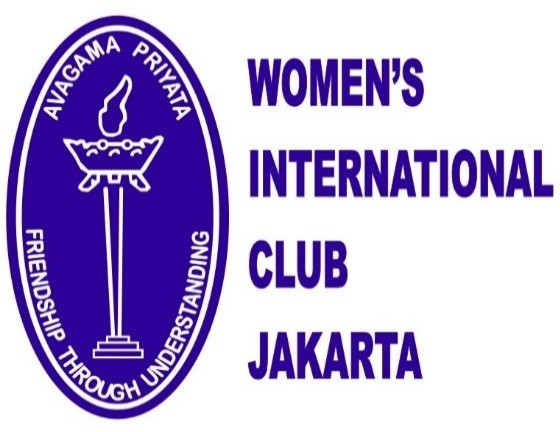 AVAGAMA PRIYATA
FRIENDSHIP THROUGH UNDERSTANDING
WOMEN'S
INTERNATIONAL
CLUB
JAKARTA